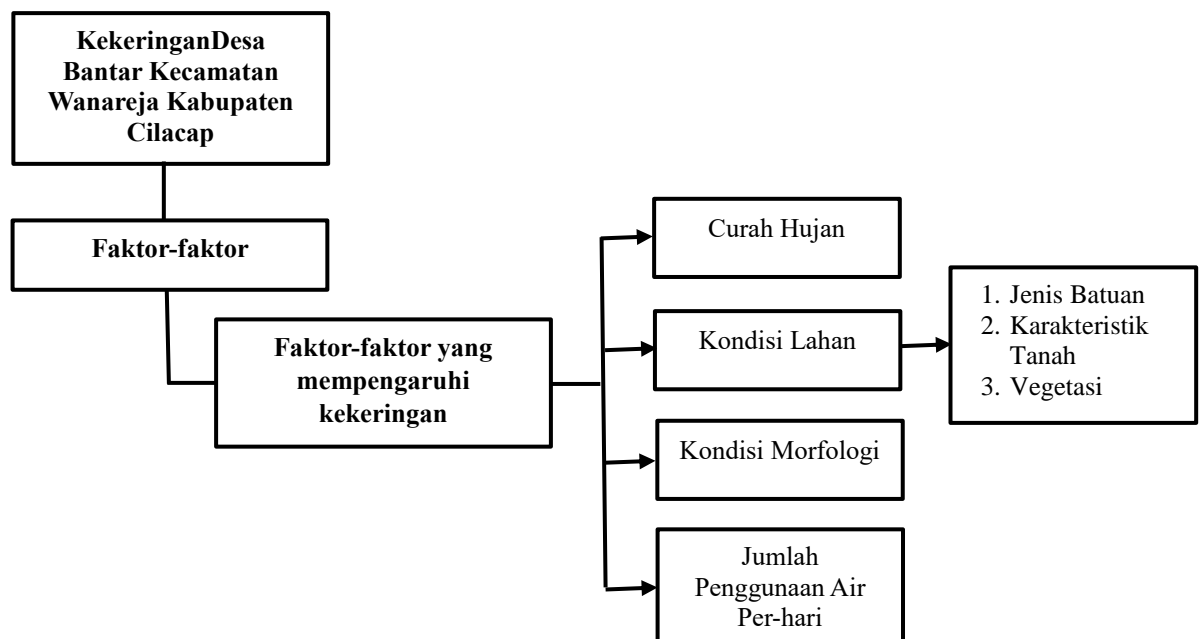 KekeringanDesa
Bantar Kecamatan
Wanareja Kabupaten
Cilacap
Faktor-faktor
Faktor-faktor yang
mempengaruhi
kekeringan
Curah Hujan
Kondisi Lahan
1. Jenis Batuan
2. Karakteristik
Tanah
3. Vegetasi
Kondisi Morfologi
Jumlah
Penggunaan Air
Per-hari